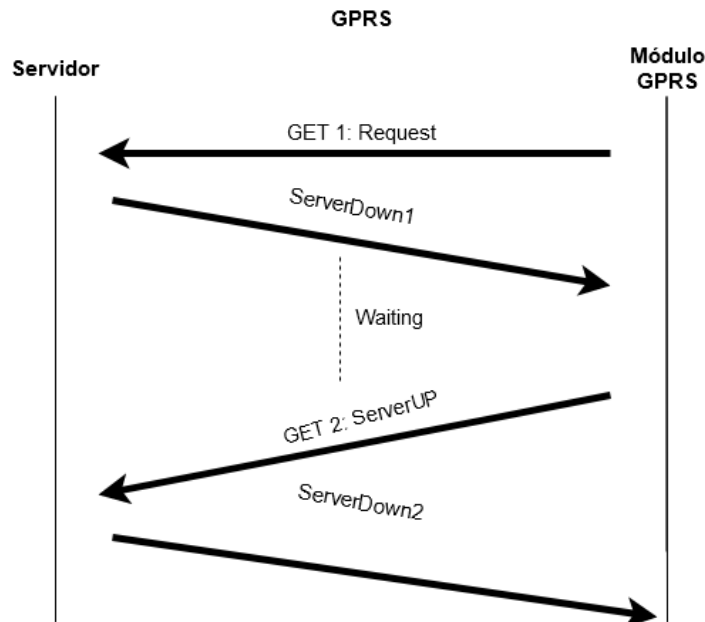 GPRS
Servidor
Módulo
GPRS
GET 1: Request
ServerDown1
Waiting
GET 2: ServerUP
ServerDown2